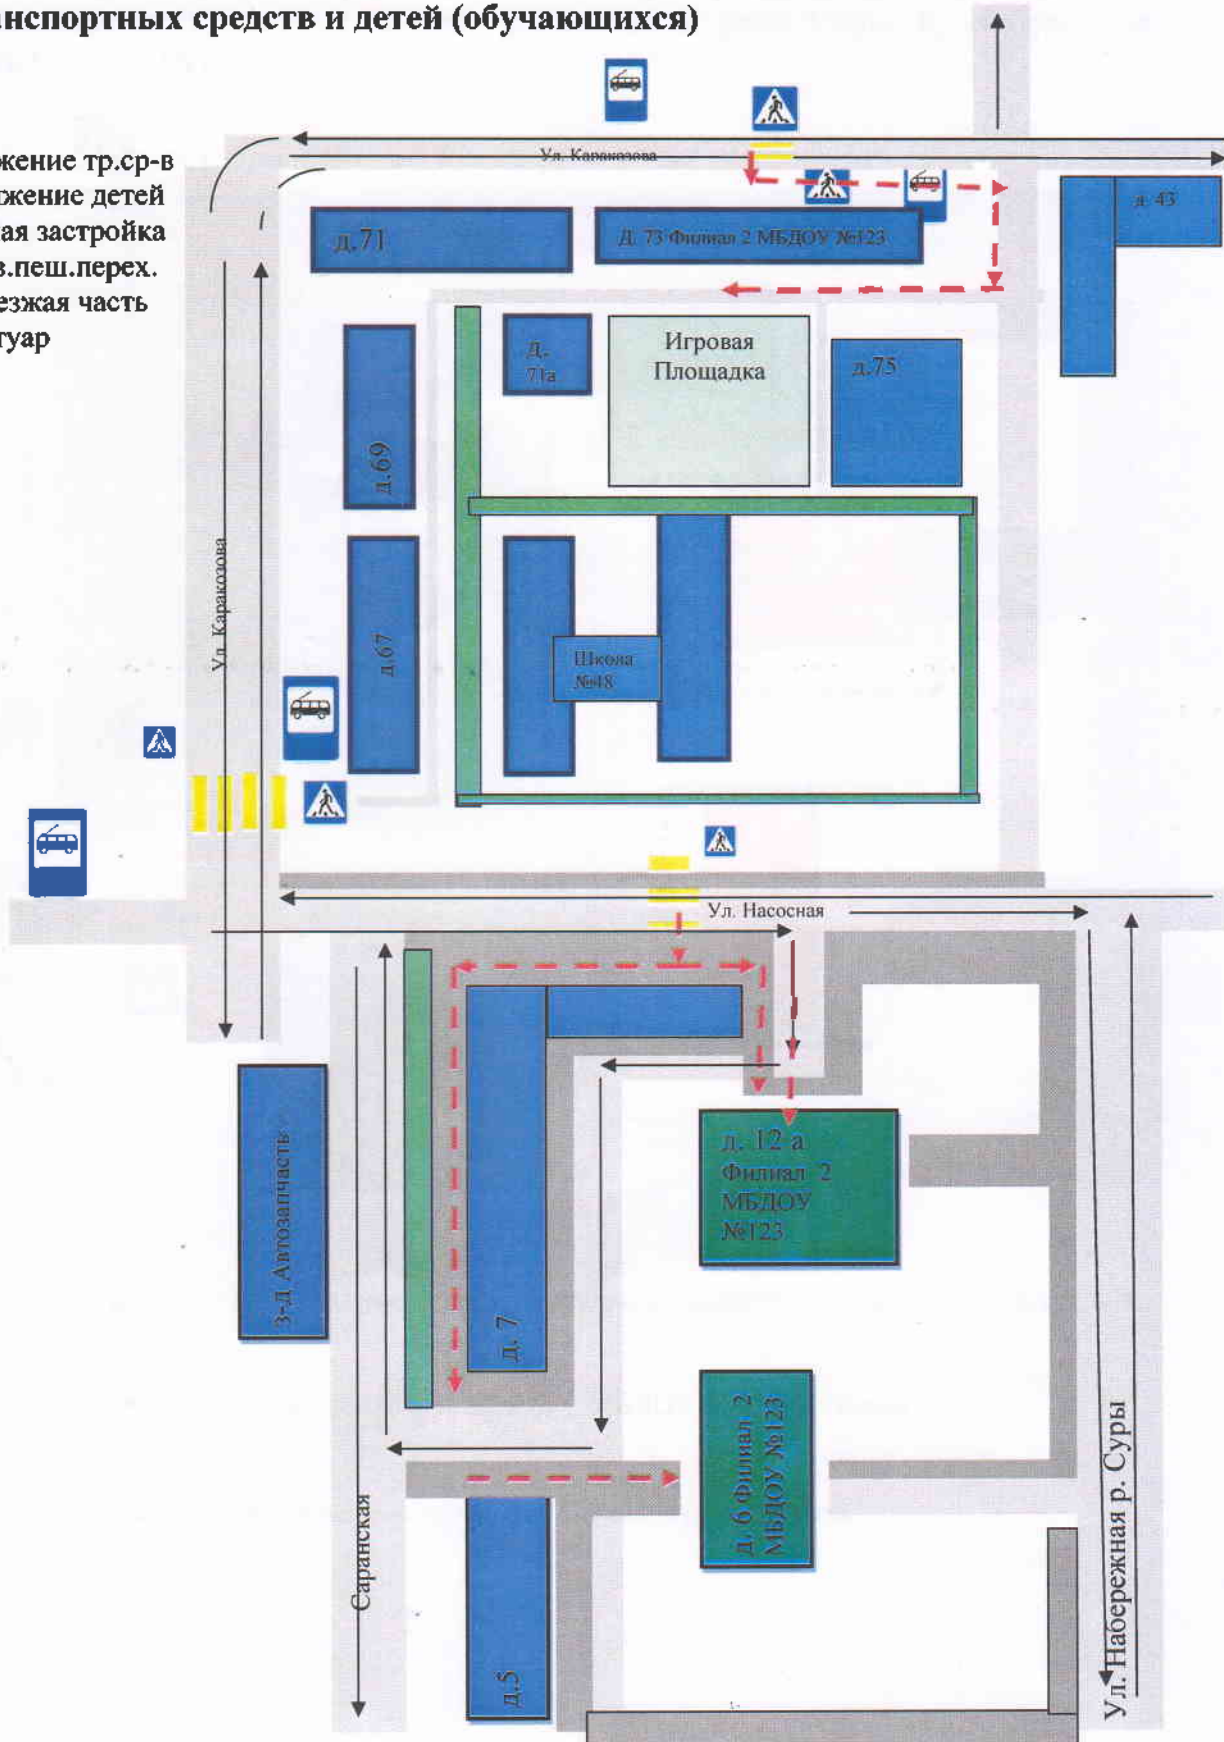 анспортных средств и детей (обучающихся)
жение тр.ср-в
жение детей
ая застройка
в.пеш.перех.
езжая часть
туар
Ул. Каракозова
д. 43
д.71
Д. 73 Филиал 2 МБДОУ №123
Д.
71а
Игровая
Площадка
д.75
д.69
Ул. Каракозова
д.67
Школа
№48
Ул. Насосная
З-д Автозапчасть
д. 7
д. 12 а
Филиал 2
МБДОУ
№123
д. 6 Филиал 2
МБДОУ №123
Саранская
д.5
Ул. Набережная р. Суры